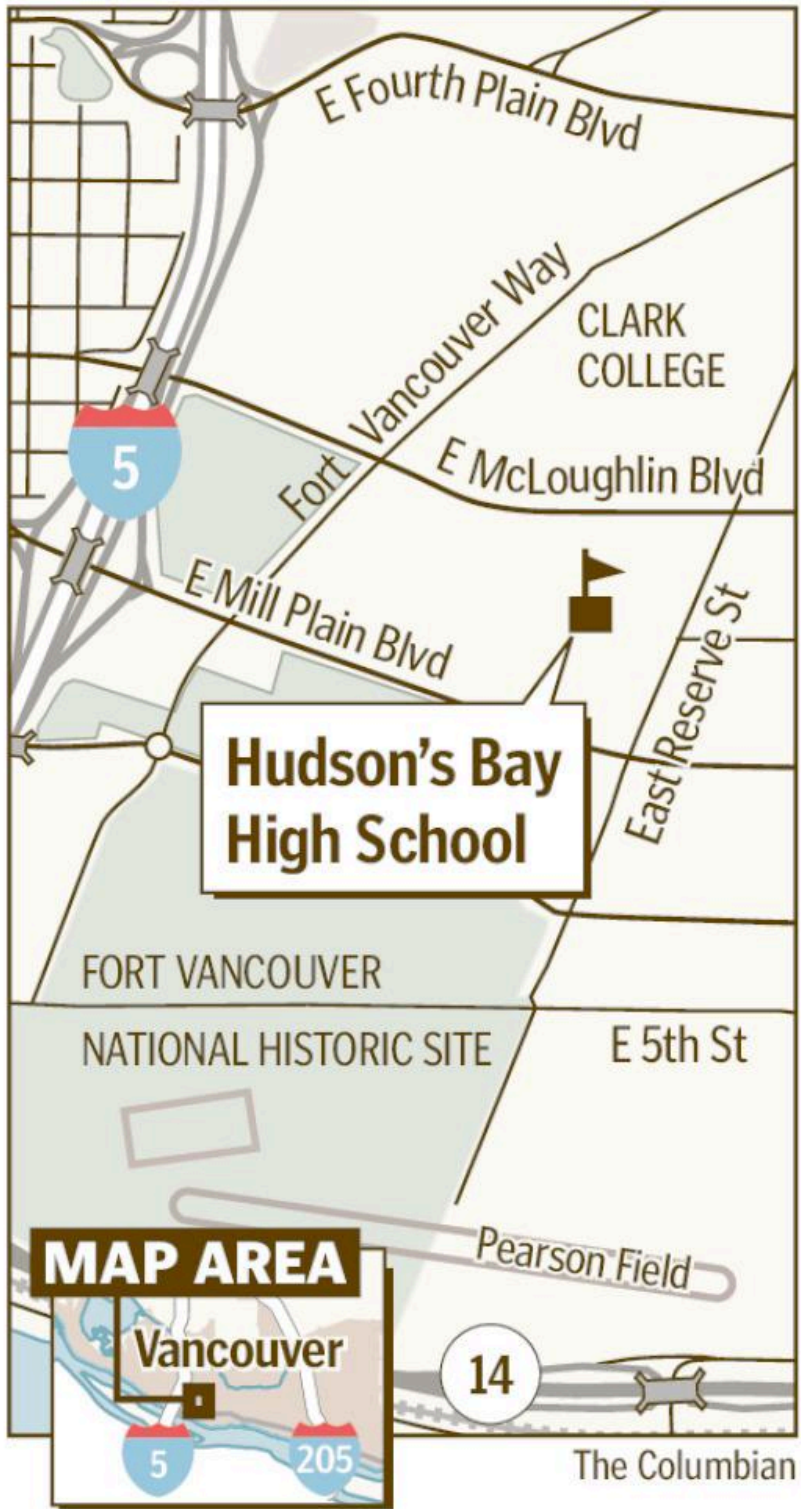 E Fourth Plain Blvd
Fort Vancouver Way
CLARK
COLLEGE
5
E McLoughlin Blvd
E Mill Plain Blvd
East Reserve St
Hudson's Bay
High School
FORT VANCOUVER
NATIONAL HISTORIC SITE
E 5th St
Pearson Field
MAP AREA
Vancouver
14
5
205
The Columbian